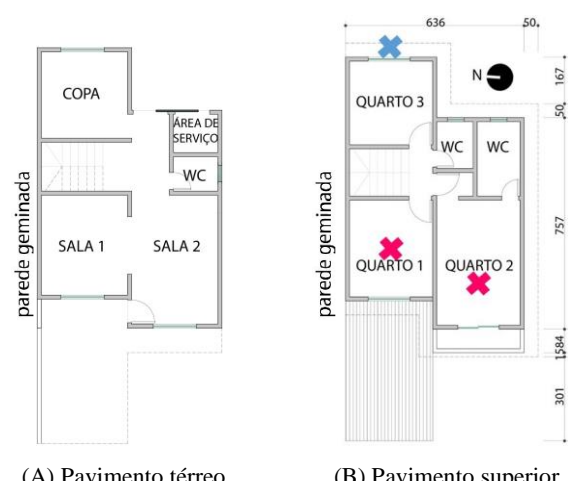 COPA
ÁREA DE
SERVIÇO
WC
SALA 1
SALA 2
parede geminada
(A) Pavimento térreo
636
50
N
167
50
QUARTO 3
WC
WC
757
parede geminada
QUARTO 1
QUARTO 2
1584
301
(B) Pavimento superior